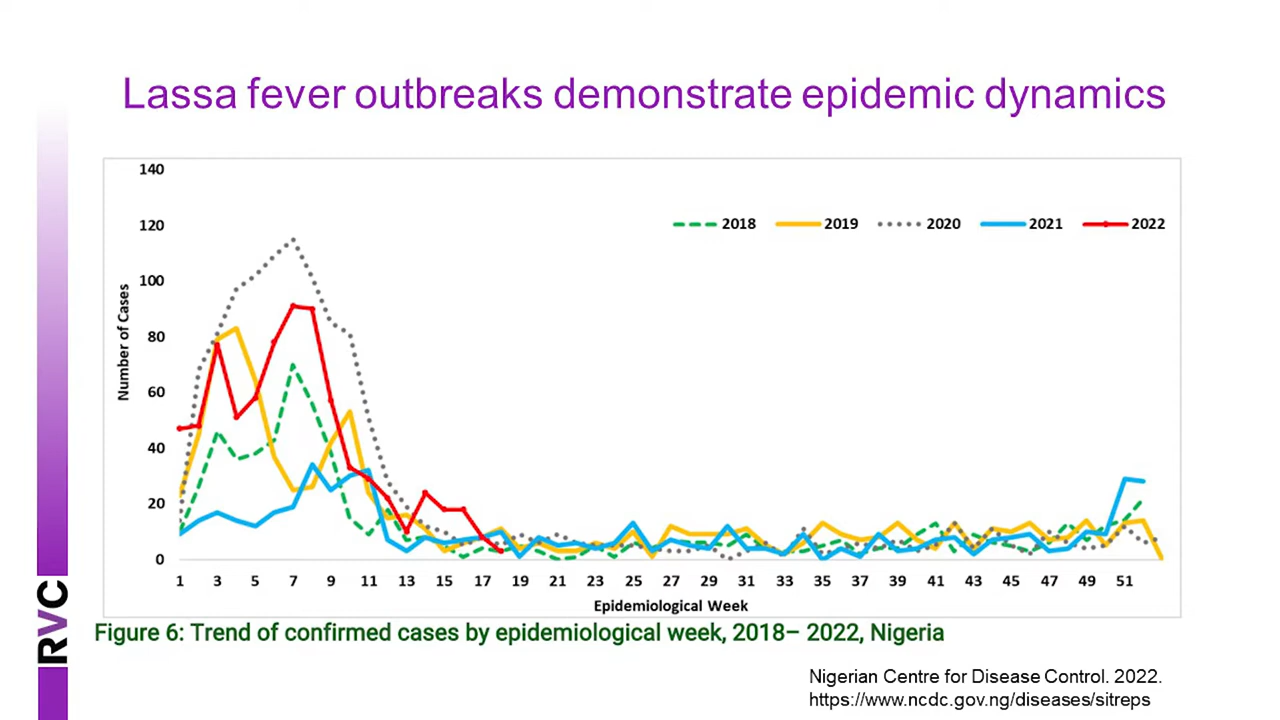 Lassa fever outbreaks demonstrate epidemic dynamics
140
120
100
80
60
40
20
0
Number of Cases
2018 2019 2020 2021 2022
1 3 5 7 9 11 13 15 17 19 21 23 25 27 29 31 33 35 37 39 41 43 45 47 49 51
Epidemiological Week
Figure 6: Trend of confirmed cases by epidemiological week, 2018– 2022, Nigeria
RVC
Nigerian Centre for Disease Control. 2022.
https://www.ncdc.gov.ng/diseases/sitreps